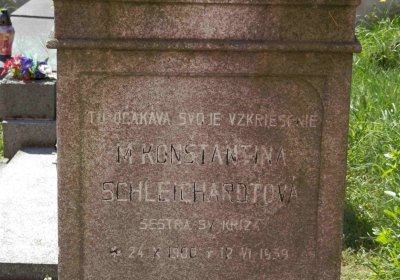 TU OČAKÁVA SVOJE VZKRIESENIE
M KONŠTANTÍNA
SCHLEICHARDTOVÁ
SESTRA SV. KRÍŽA
* 24. X. 1900 † 12. VI. 1939